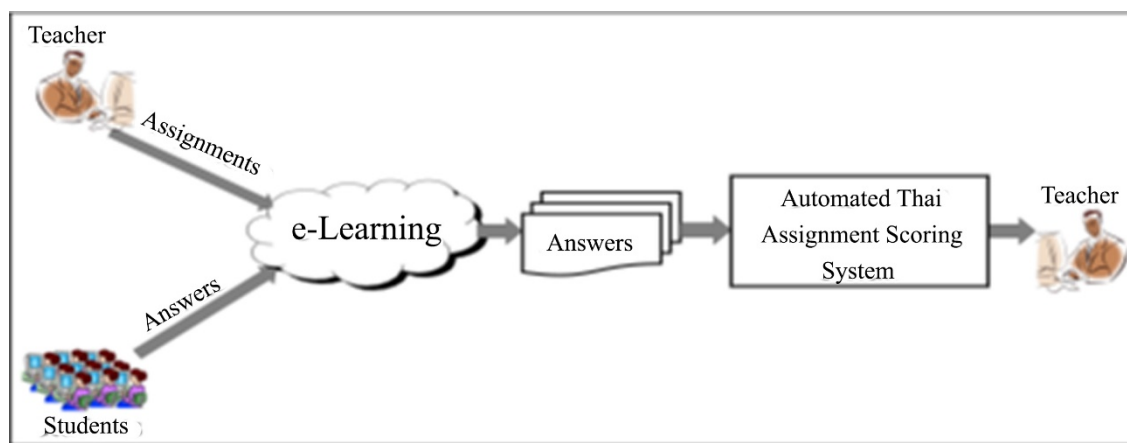 Teacher
Assignments
e-Learning
Answers
Automated Thai
Assignment Scoring
System
Teacher
Answers
Students